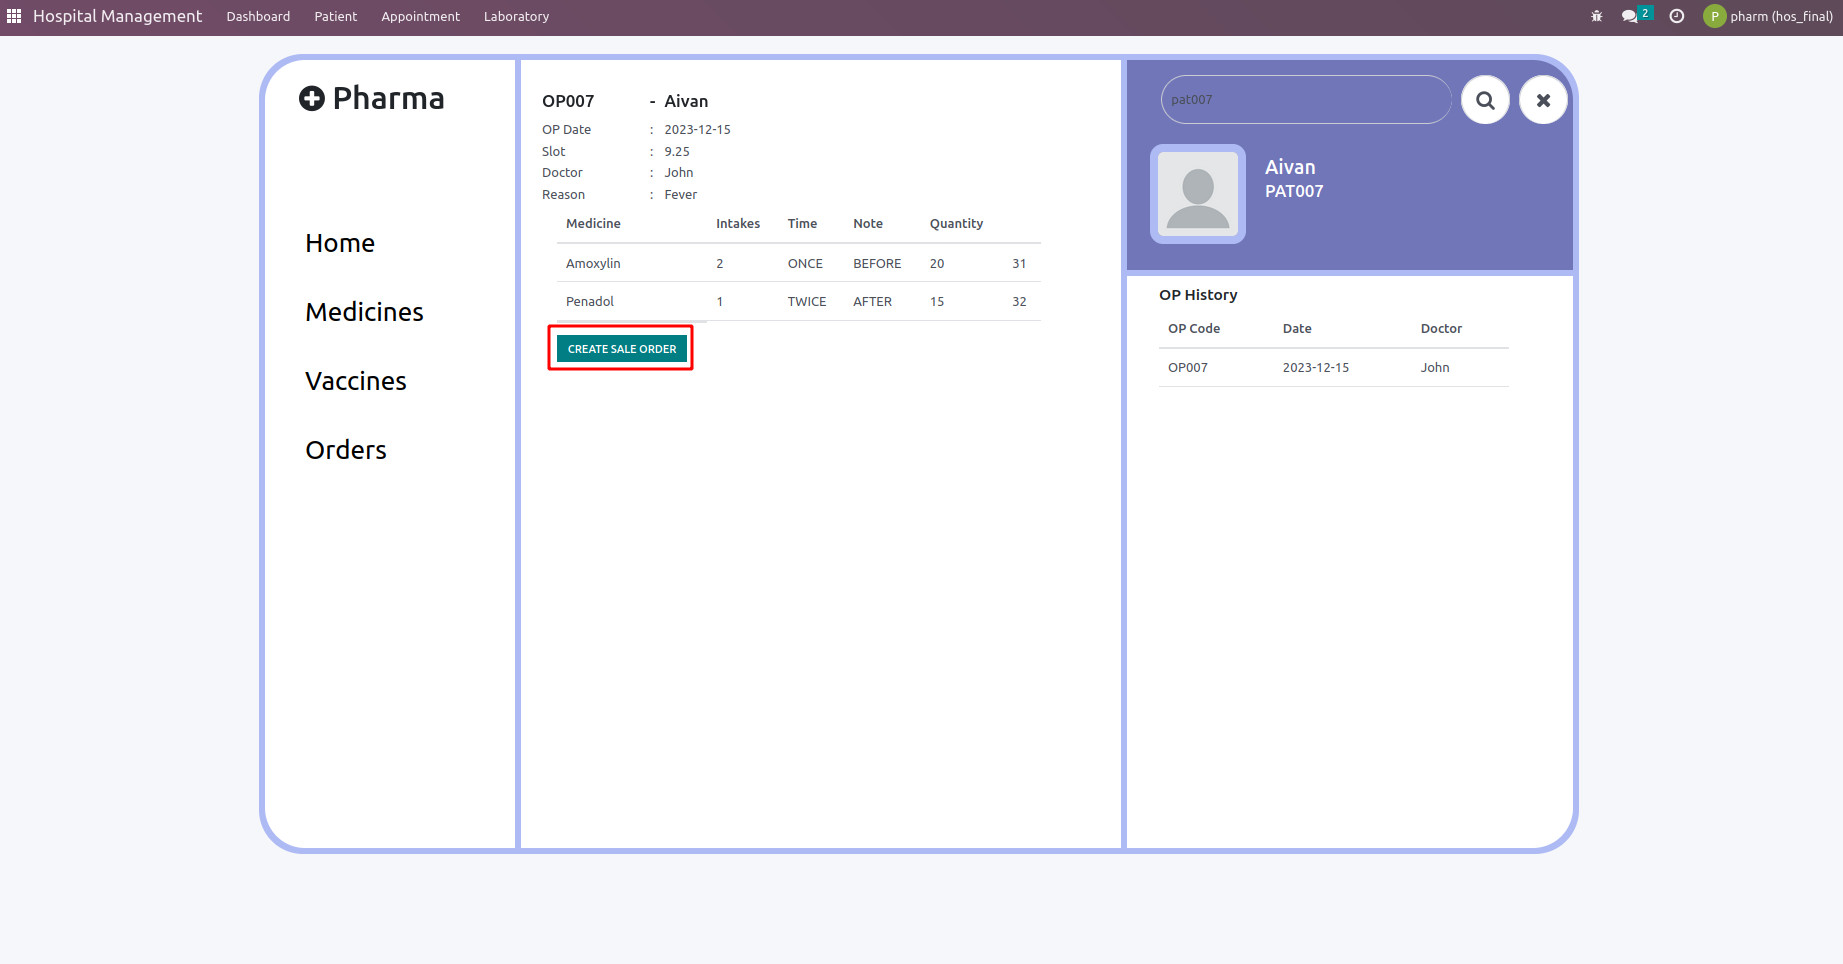 Hospital Management Dashboard Patient Appointment Laboratory 2 P pharm (hos_final)
Pharma
Home
Medicines
Vaccines
Orders
OP007 - Aivan
OP Date : 2023-12-15
Slot : 9.25
Doctor : John
Reason : Fever
Medicine Intakes Time Note Quantity
Amoxylin 2 ONCE BEFORE 20 31
Penadol 1 TWICE AFTER 15 32
CREATE SALE ORDER
pat007
Aivan
PAT007
OP History
OP Code Date Doctor
OP007 2023-12-15 John